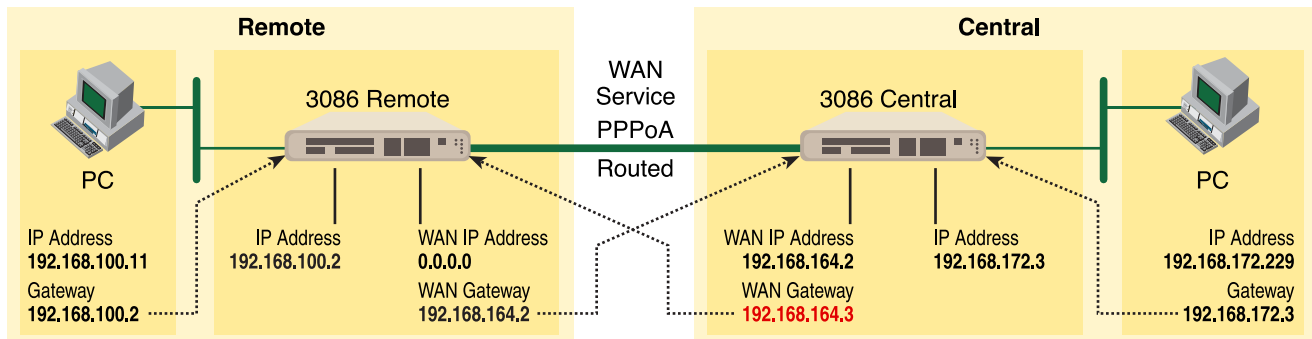 Remote
Central
WAN
Service
PPPoA
Routed
3086 Remote
3086 Central
PC
PC
IP Address
192.168.100.11
Gateway
192.168.100.2
IP Address
192.168.100.2
WAN IP Address
0.0.0.0
WAN Gateway
192.168.164.2
WAN IP Address
192.168.164.2
WAN Gateway
192.168.164.3
IP Address
192.168.172.3
IP Address
192.168.172.229
Gateway
192.168.172.3